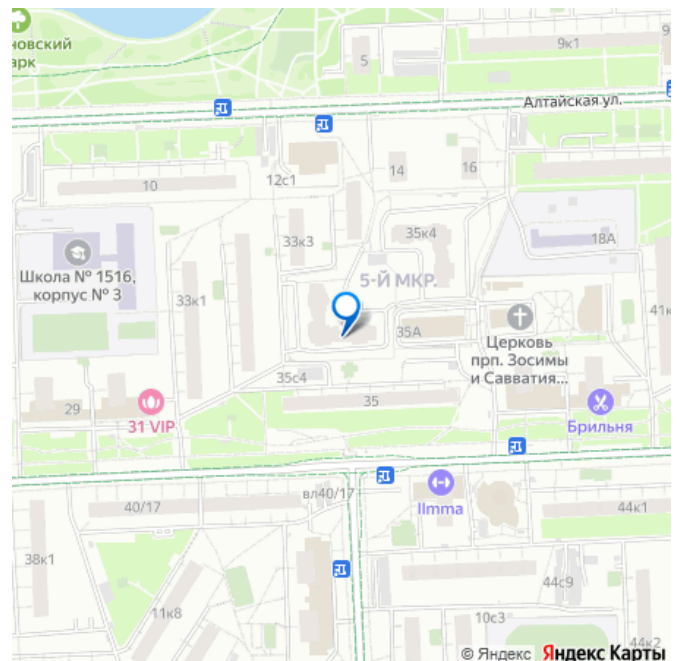 новский
арк
5
9к1
9
Алтайская ул.
10
12с1
14
16
33к3
35к4
18А
Школа № 1516,
корпус № 3
33к1
5-Й МКР.
41к
35А
Церковь
прп. Зосимы
и Савватия...
35с4
29
31 VIP
35
Брильня
40/17
вл40/17
Ilmma
44к1
38к1
11к8
44с9
10с3
44к2
© Яндекс Яндекс Карты